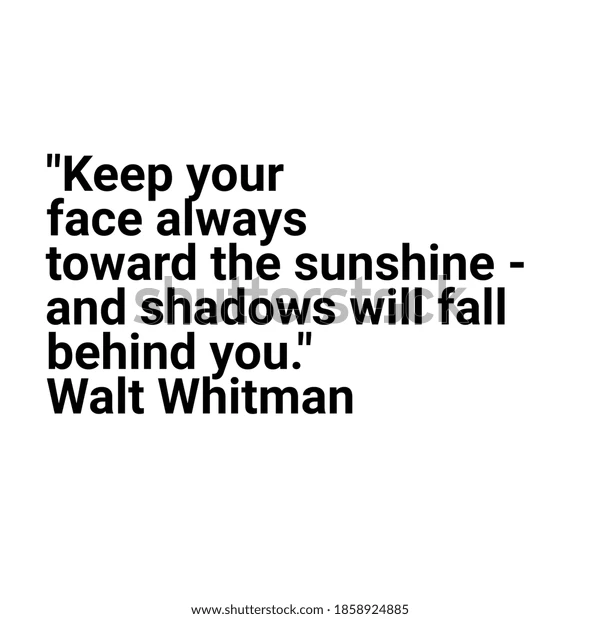 "Keep your
face always
toward the sunshine -
and shadows will fall
behind you."
Walt Whitman
shutterstock
www.shutterstock.com · 1858924885